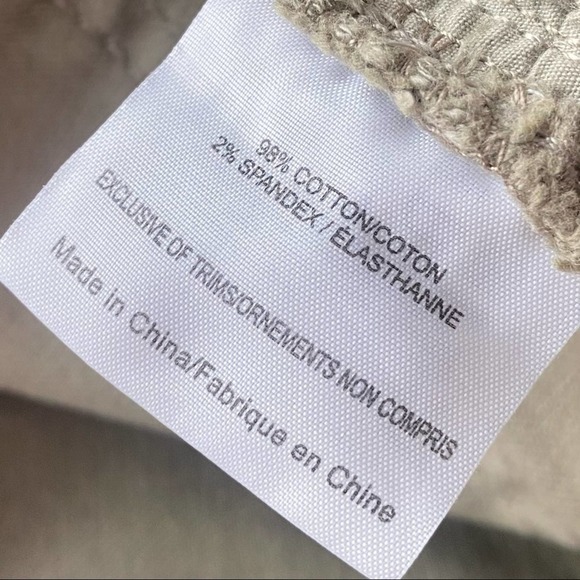 98% COTTON/COTON
2% SPANDEX / ÉLASTHANNE
EXCLUSIVE OF TRIMS/ORNEMENTS NON COMPRIS
Made in China/Fabrique en Chine